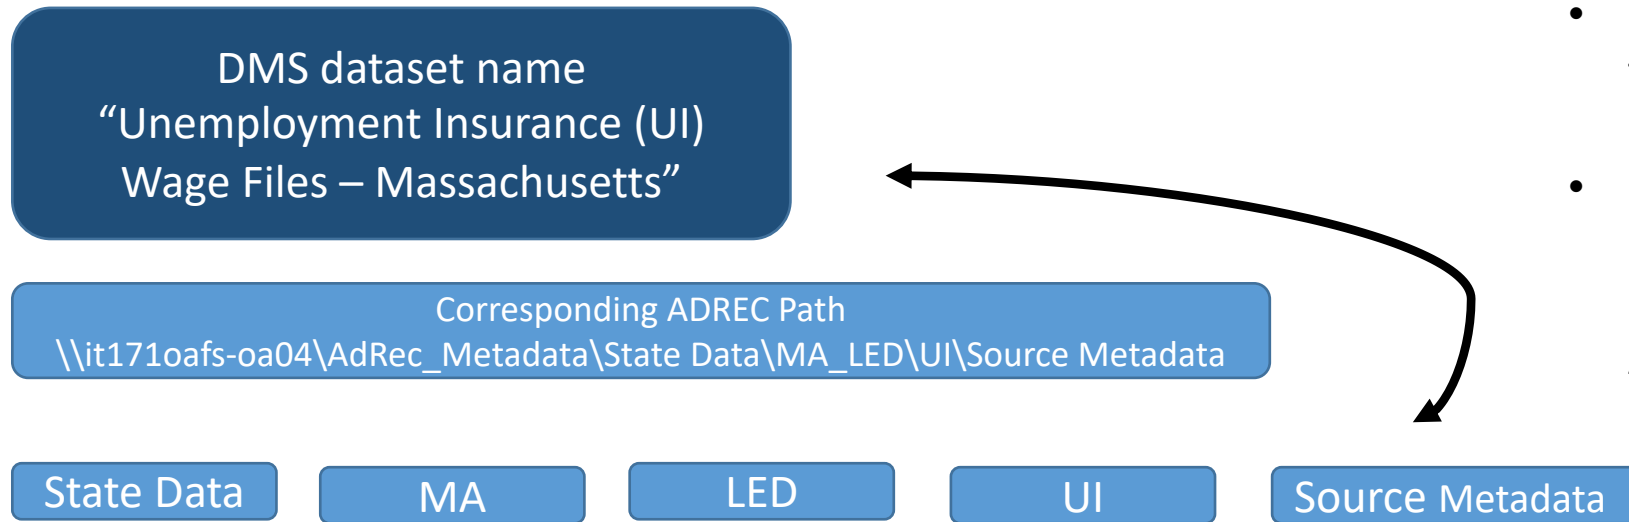 DMS dataset name
“Unemployment Insurance (UI)
Wage Files – Massachusetts”
Corresponding ADREC Path
\\it171oafs-oa04\AdRec_Metadata\State Data\MA_LED\UI\Source Metadata
State Data
MA
LED
UI
Source Metadata